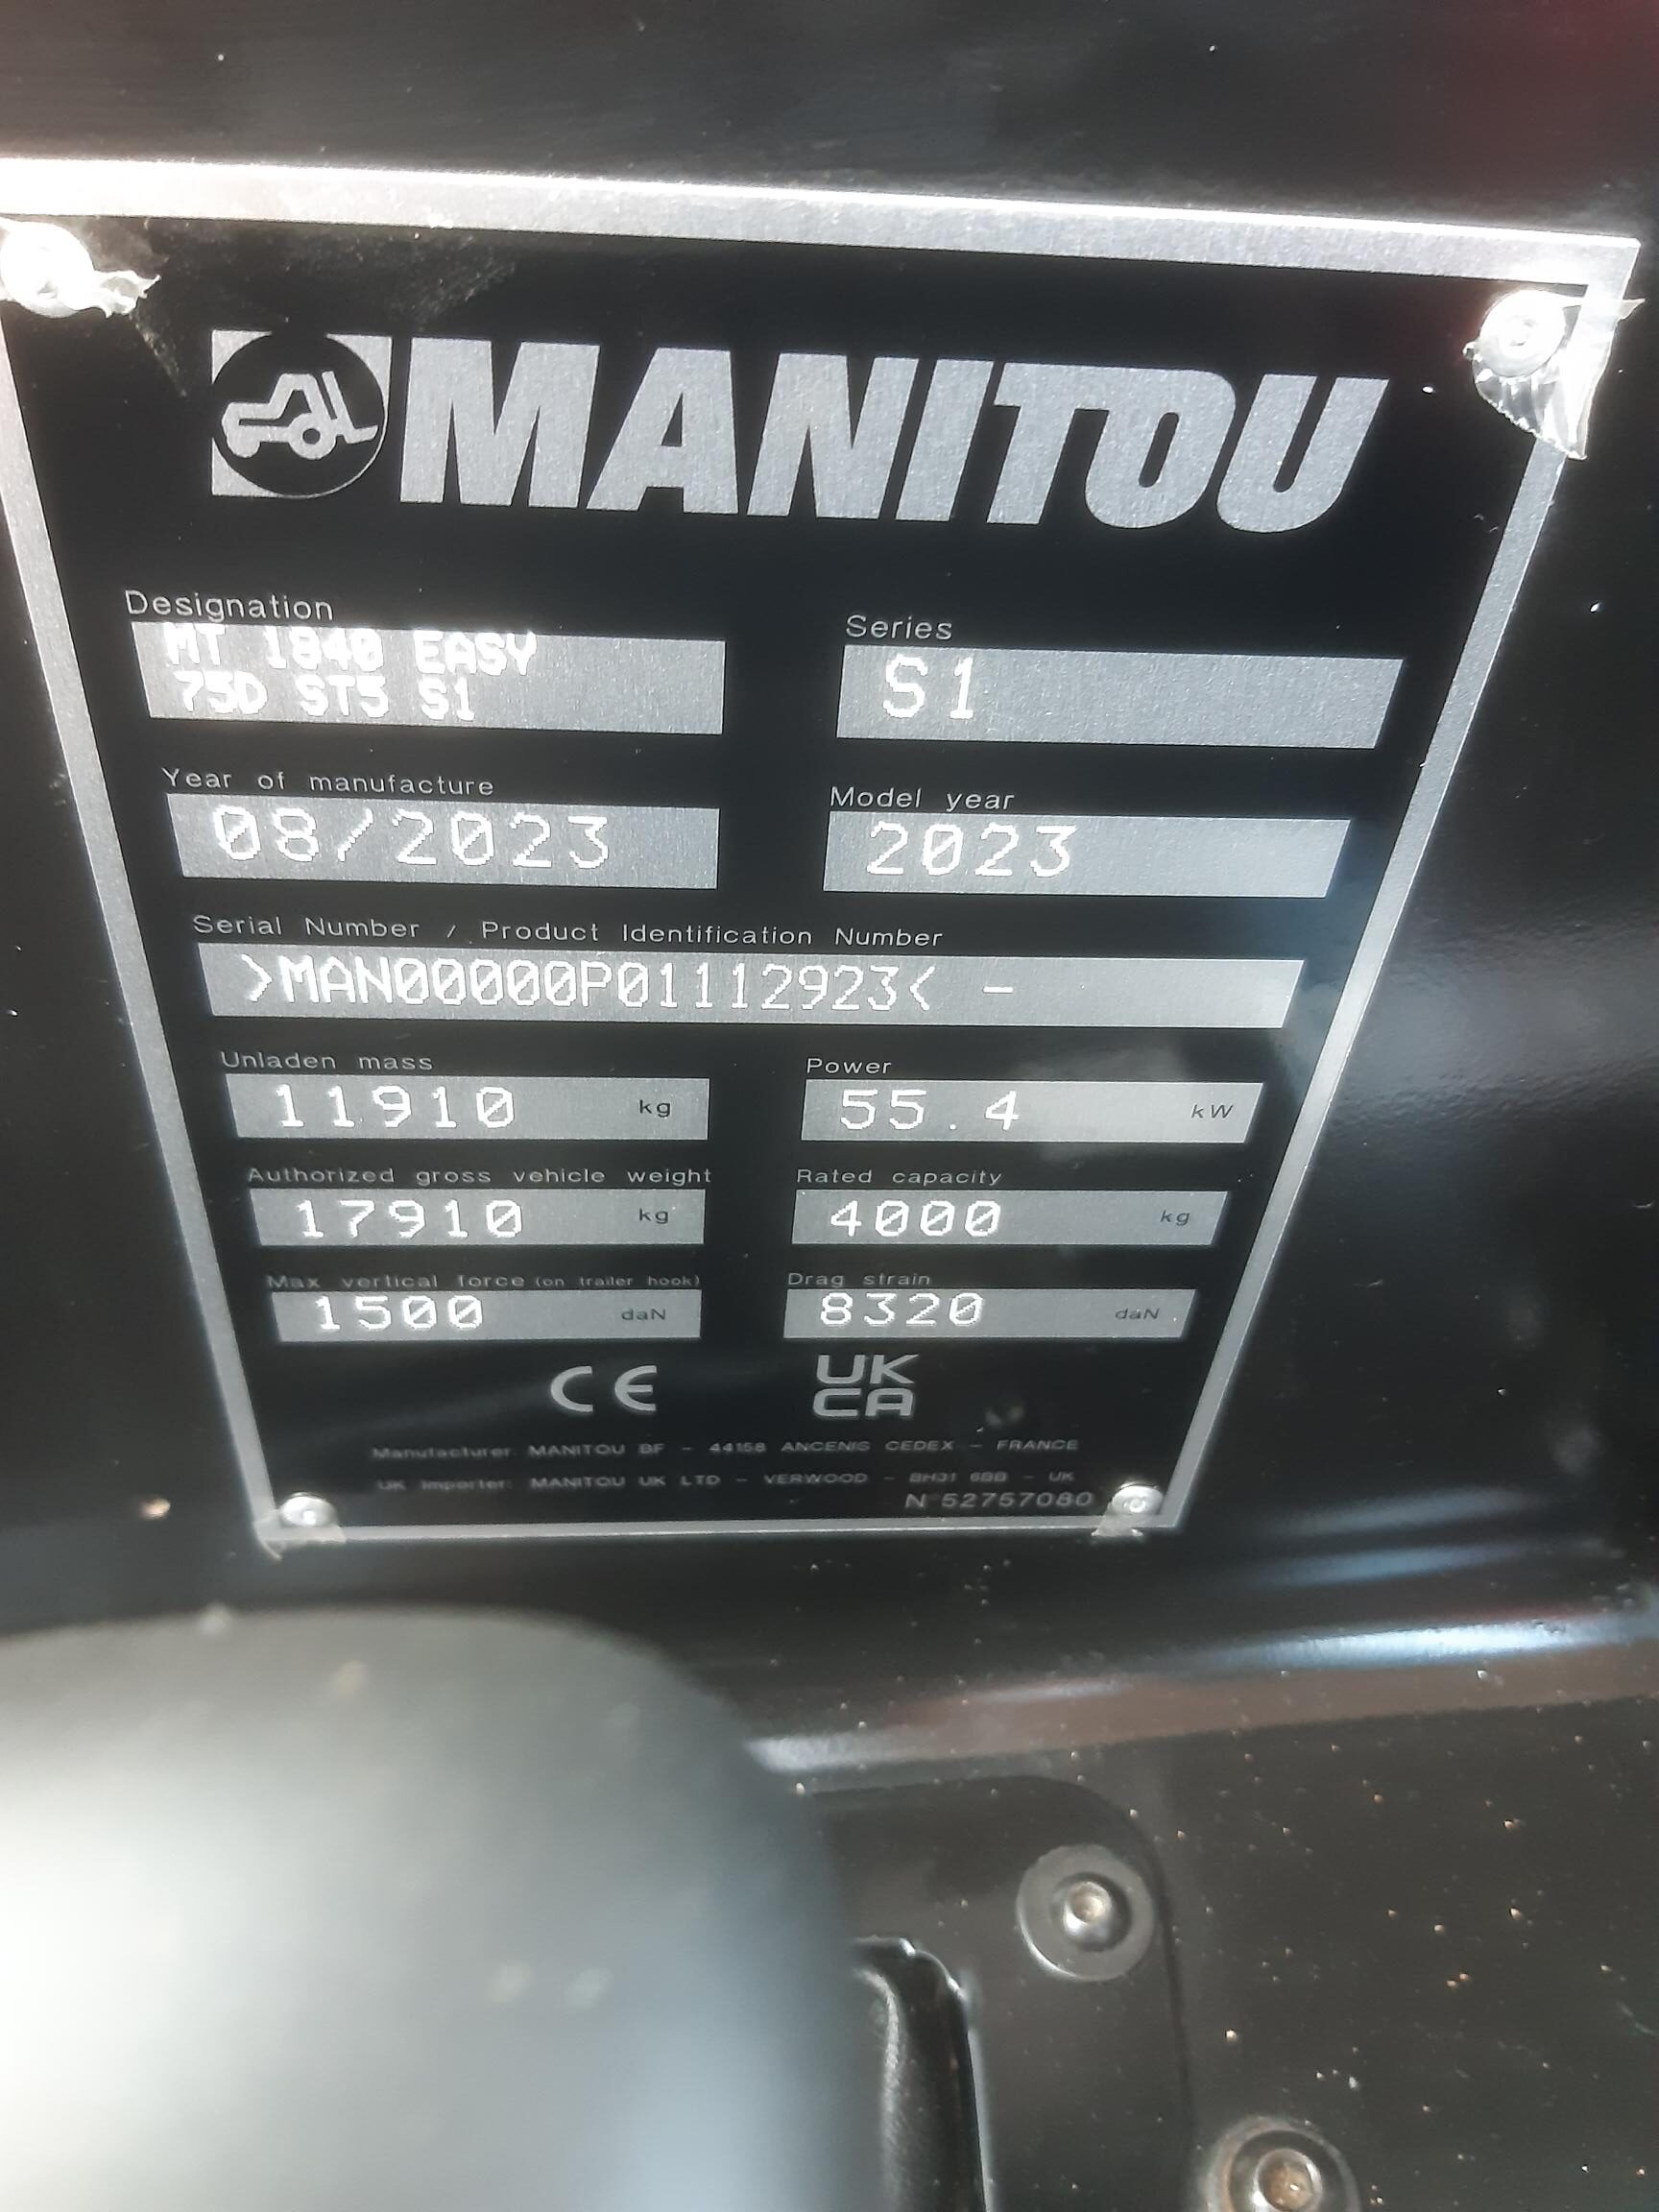 MANITOU
Designation
MT 1840 EASY
75D ST5 S1
Series
S1
Year of manufacture
08/2023
Model year
2023
Serial Number / Product Identification Number
>MAN00000P01112923< -
Unladen mass
11910 kg
Power
55.4 kW
Authorized gross vehicle weight
17910 kg
Rated capacity
4000 kg
Max vertical force (on trailer hook)
1500 daN
Drag strain
8320 daN
CE
UK
CA
Manufacturer: MANITOU BF - 44158 ANCENIS CEDEX - FRANCE
UK Importer: MANITOU UK LTD - VERWOOD - BH31 6BB - UK
N°52757080